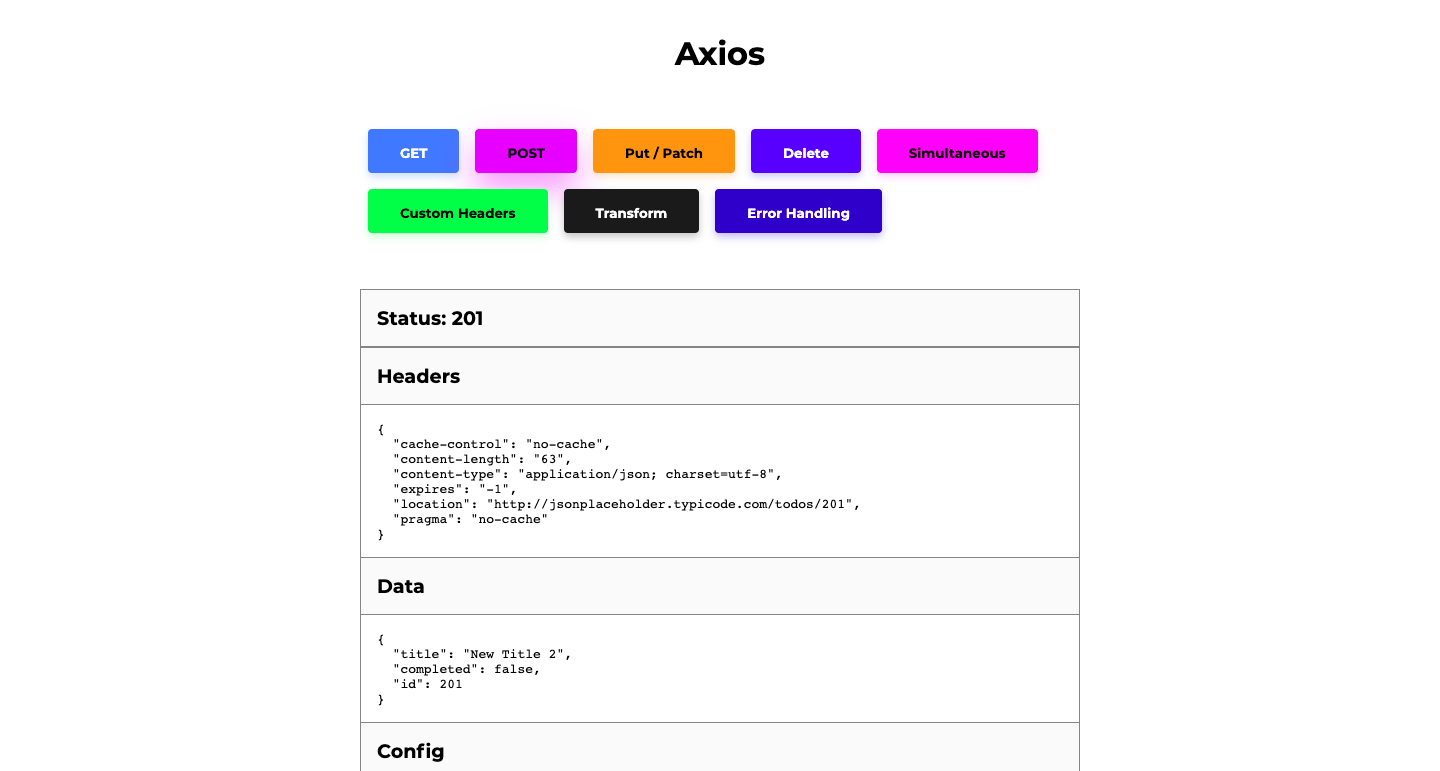 Axios
GET POST Put / Patch Delete Simultaneous
Custom Headers Transform Error Handling
Status: 201
Headers
{
  "cache-control": "no-cache",
  "content-length": "63",
  "content-type": "application/json; charset=utf-8",
  "expires": "-1",
  "location": "http://jsonplaceholder.typicode.com/todos/201",
  "pragma": "no-cache"
}
Data
{
  "title": "New Title 2",
  "completed": false,
  "id": 201
}
Config